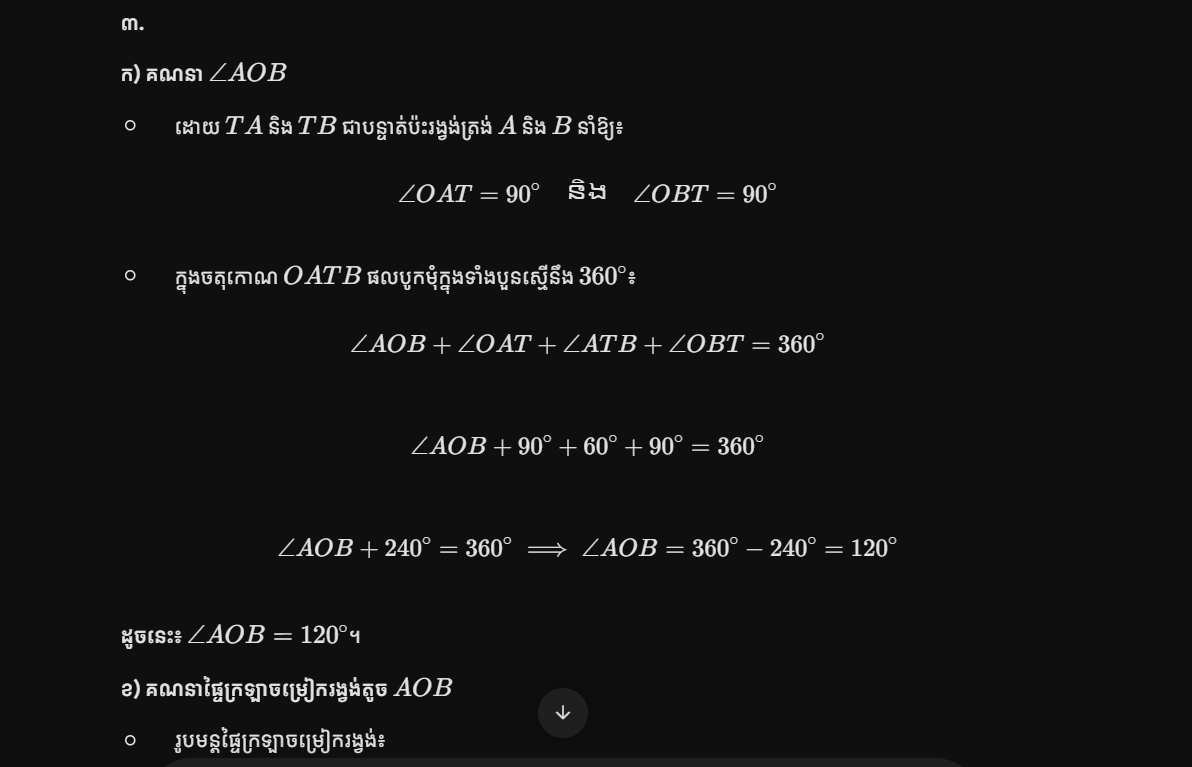 ៣.
ក) គណនា ∠AOB
ដោយ TA និង TB ជាបន្ទាត់ប៉ះរង្វង់ត្រង់ A និង B នាំឱ្យ៖
∠OAT = 90° និង ∠OBT = 90°
ក្នុងចតុកោណ OATB ផលបូកមុំក្នុងទាំងបួនស្មើនឹង 360°៖
∠AOB + ∠OAT + ∠ATB + ∠OBT = 360°
∠AOB + 90° + 60° + 90° = 360°
∠AOB + 240° = 360° ⟹ ∠AOB = 360° − 240° = 120°
ដូចនេះ៖ ∠AOB = 120°។
ខ) គណនាផ្ទៃក្រឡាចម្រៀករង្វង់តូច AOB
រូបមន្តផ្ទៃក្រឡាចម្រៀករង្វង់៖